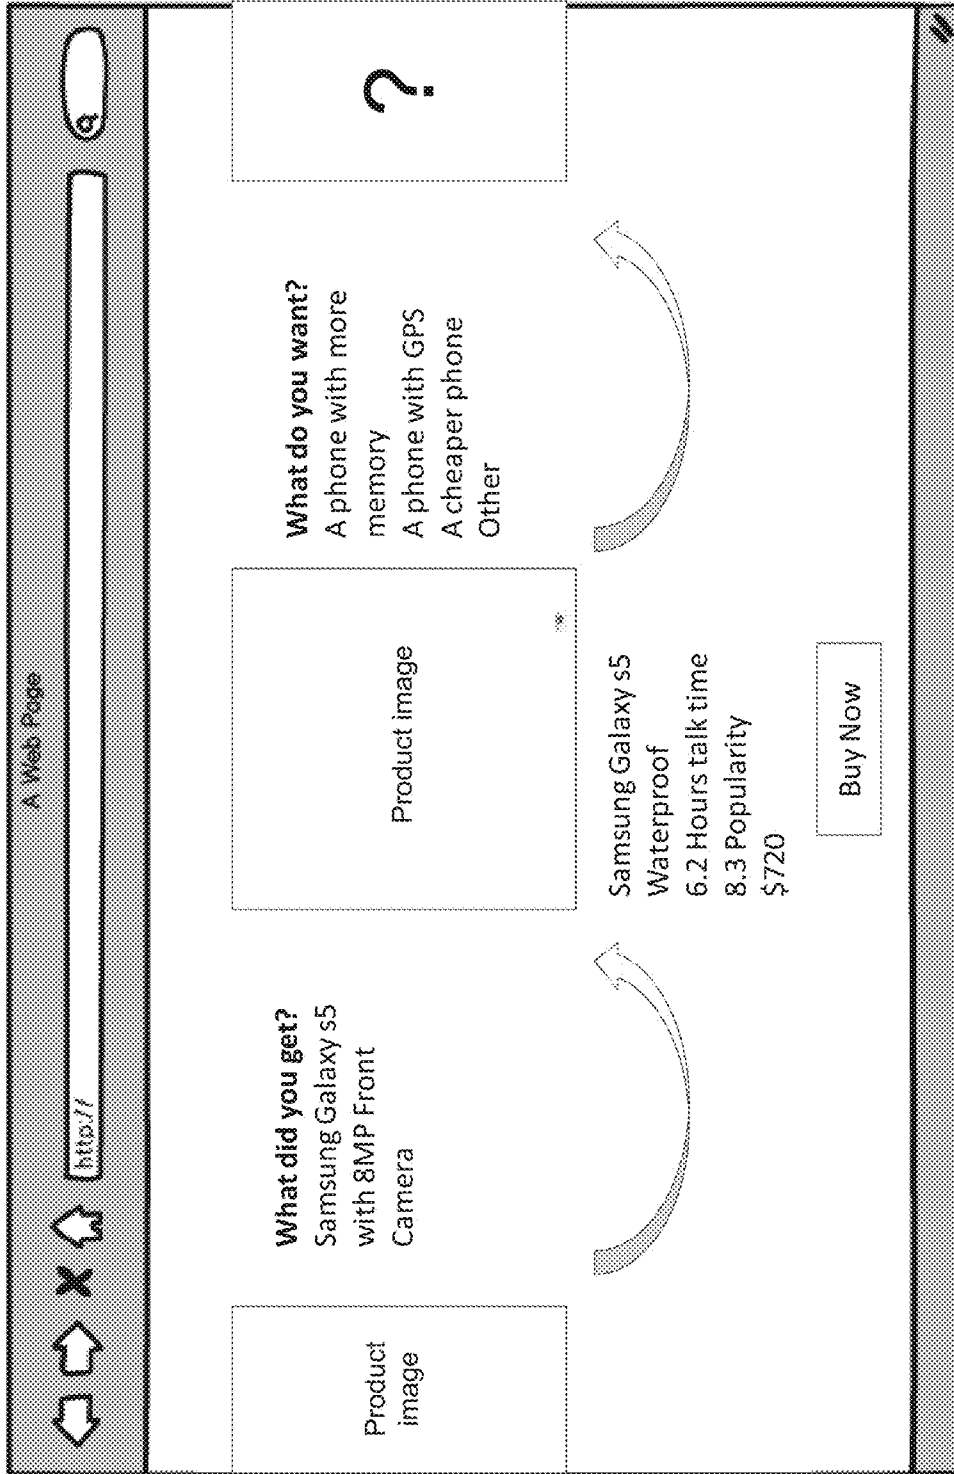 A Web Page
http://
Product
image
What did you get?
Samsung Galaxy s5
with 8MP Front
Camera
Product image
Samsung Galaxy s5
Waterproof
6.2 Hours talk time
8.3 Popularity
$720
Buy Now
What do you want?
A phone with more
memory
A phone with GPS
A cheaper phone
Other
?